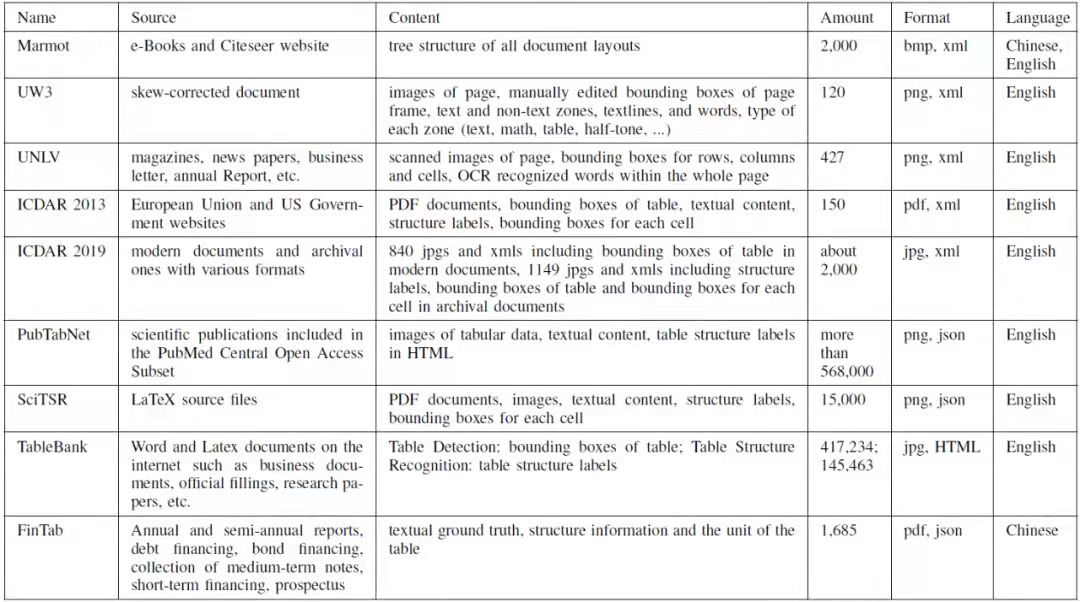 Name Source Content Amount Format Language
Marmot e-Books and Citeseer website tree structure of all document layouts 2,000 bmp, xml Chinese,
English
UW3 skew-corrected document images of page, manually edited bounding boxes of page 120 png, xml English
frame, text and non-text zones, textlines, and words, type of
each zone (text, math, table, half-tone, ...)
UNLV magazines, news papers, business scanned images of page, bounding boxes for rows, columns 427 png, xml English
letter, annual Report, etc. and cells, OCR recognized words within the whole page
ICDAR 2013 European Union and US Govern- PDF documents, bounding boxes of table, textual content, 150 pdf, xml English
ment websites structure labels, bounding boxes for each cell
ICDAR 2019 modern documents and archival 840 jpgs and xmls including bounding boxes of table in about jpg, xml English
ones with various formats modern documents, 1149 jpgs and xmls including structure 2,000
labels, bounding boxes of table and bounding boxes for each
cell in archival documents
PubTabNet scientific publications included in images of tabular data, textual content, table structure labels more png, json English
the PubMed Central Open Access in HTML than
Subset 568,000
SciTSR LaTeX source files PDF documents, images, textual content, structure labels, 15,000 png, json English
bounding boxes for each cell
TableBank Word and Latex documents on the Table Detection: bounding boxes of table; Table Structure 417,234; jpg, HTML English
internet such as business docu- Recognition: table structure labels 145,463
ments, official fillings, research pa-
pers, etc.
FinTab Annual and semi-annual reports, textual ground truth, structure information and the unit of the 1,685 pdf, json Chinese
debt financing, bond financing, table
collection of medium-term notes,
short-term financing, prospectus